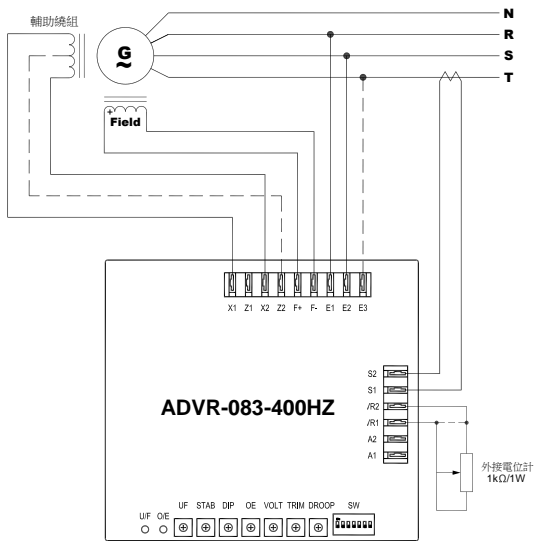 輔助繞組
N
R
S
T
G
~
+
Field
X1 Z1 X2 Z2 F+ F- E1 E2 E3
S2
S1
/R2
/R1
A2
A1
ADVR-083-400HZ
外接電位計
1kΩ/1W
U/F O/E UF STAB DIP OE VOLT TRIM DROOP SW